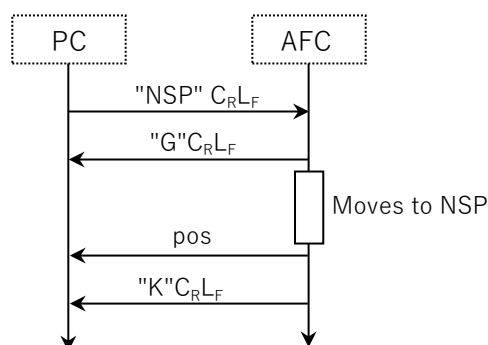 PC
AFC
"NSP" CRLF
"G"CRLF
Moves to NSP
pos
"K"CRLF